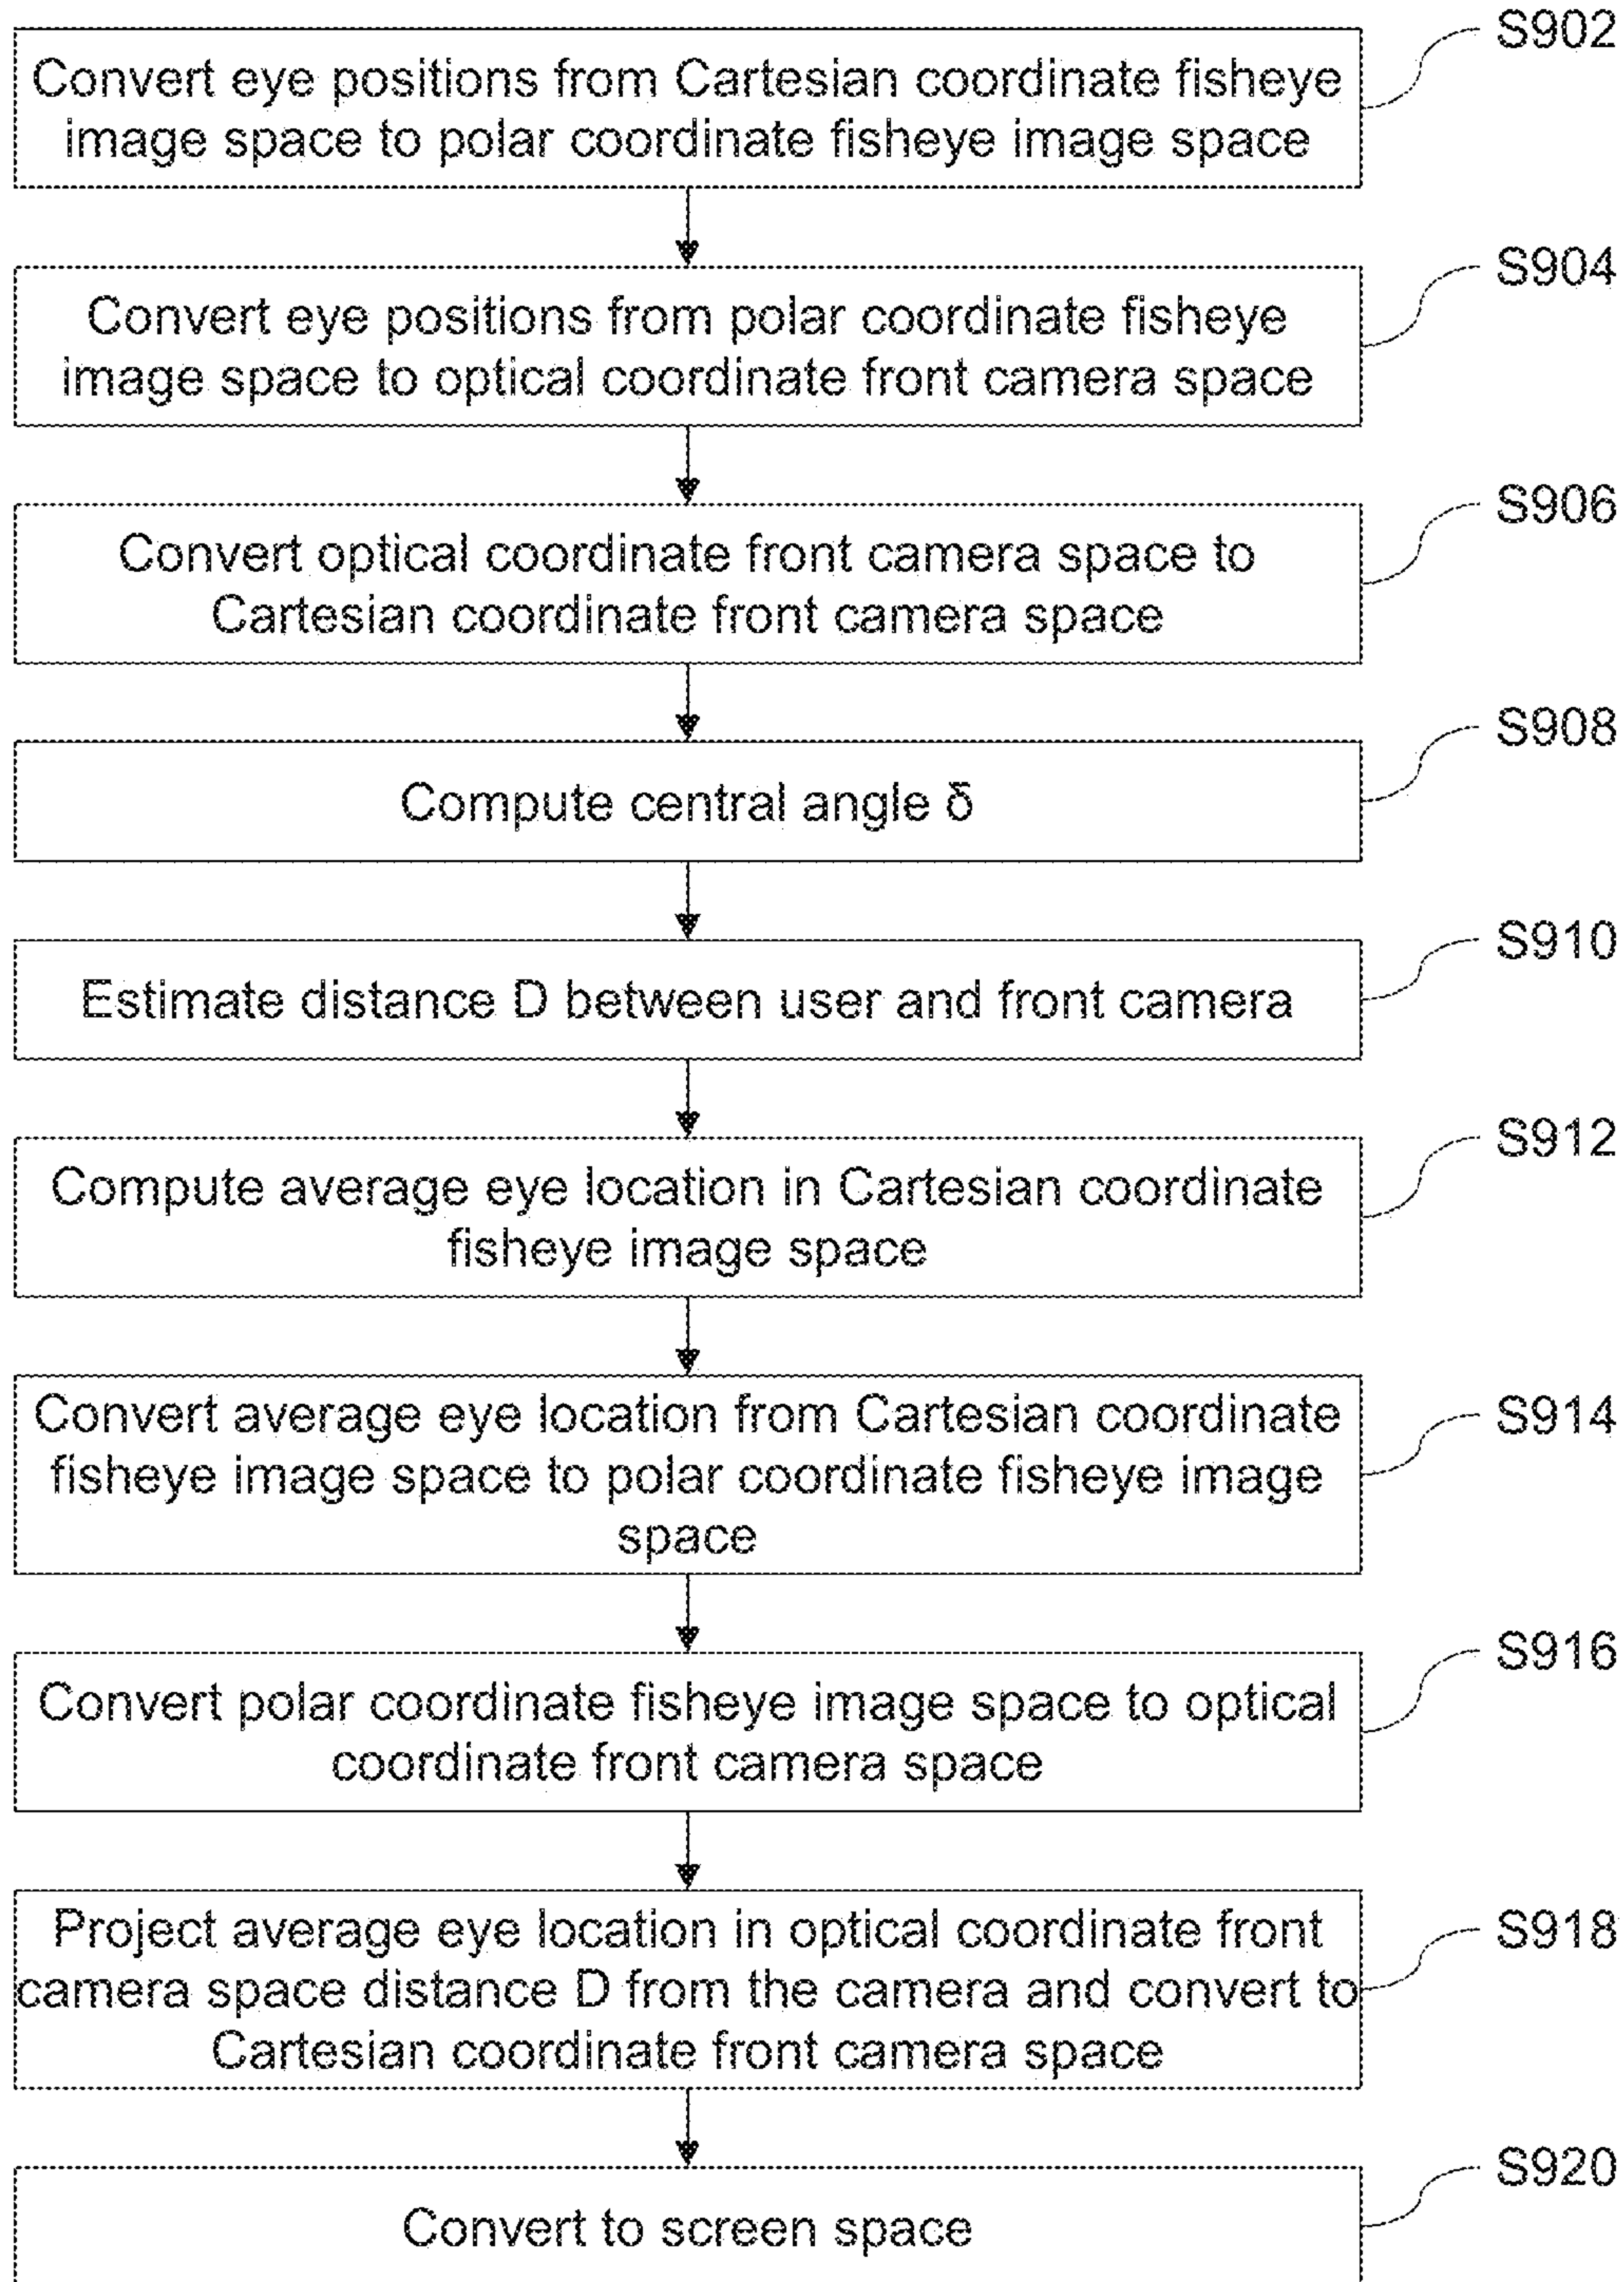 S902
Convert eye positions from Cartesian coordinate fisheye
image space to polar coordinate fisheye image space
S904
Convert eye positions from polar coordinate fisheye
image space to optical coordinate front camera space
S906
Convert optical coordinate front camera space to
Cartesian coordinate front camera space
S908
Compute central angle δ
S910
Estimate distance D between user and front camera
S912
Compute average eye location in Cartesian coordinate
fisheye image space
S914
Convert average eye location from Cartesian coordinate
fisheye image space to polar coordinate fisheye image
space
S916
Convert polar coordinate fisheye image space to optical
coordinate front camera space
S918
Project average eye location in optical coordinate front
camera space distance D from the camera and convert to
Cartesian coordinate front camera space
S920
Convert to screen space